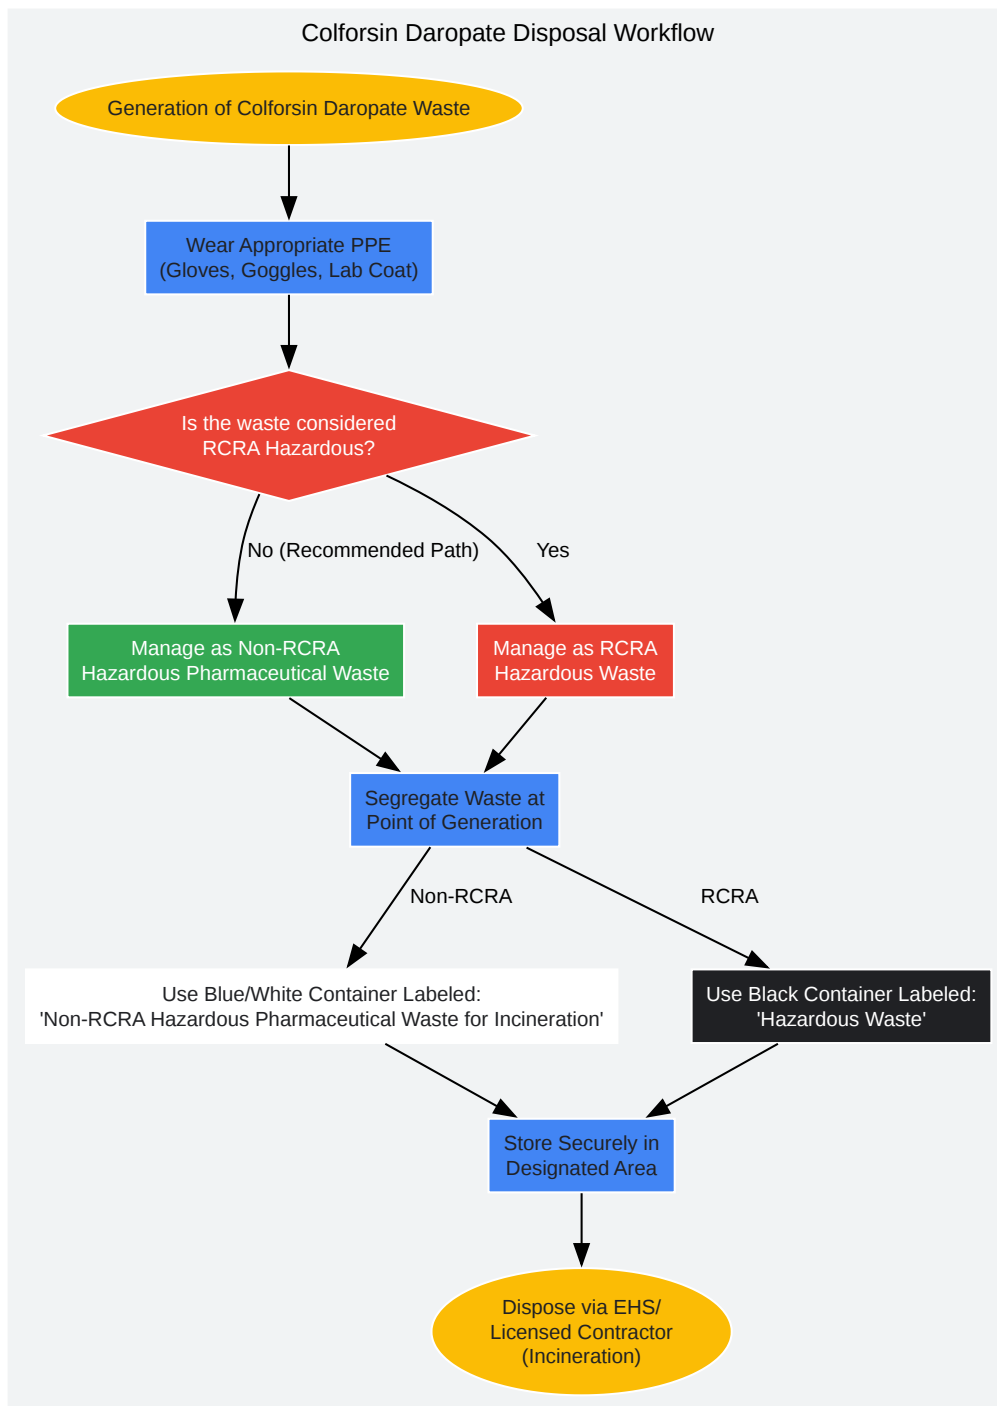 Colforsin Daropate Disposal Workflow
Generation of Colforsin Daropate Waste
Wear Appropriate PPE
(Gloves, Goggles, Lab Coat)
Is the waste considered
RCRA Hazardous?
No (Recommended Path)
Yes
Manage as Non-RCRA
Hazardous Pharmaceutical Waste
Manage as RCRA
Hazardous Waste
Segregate Waste at
Point of Generation
Non-RCRA
RCRA
Use Blue/White Container Labeled:
'Non-RCRA Hazardous Pharmaceutical Waste for Incineration'
Use Black Container Labeled:
'Hazardous Waste'
Store Securely in
Designated Area
Dispose via EHS/
Licensed Contractor
(Incineration)